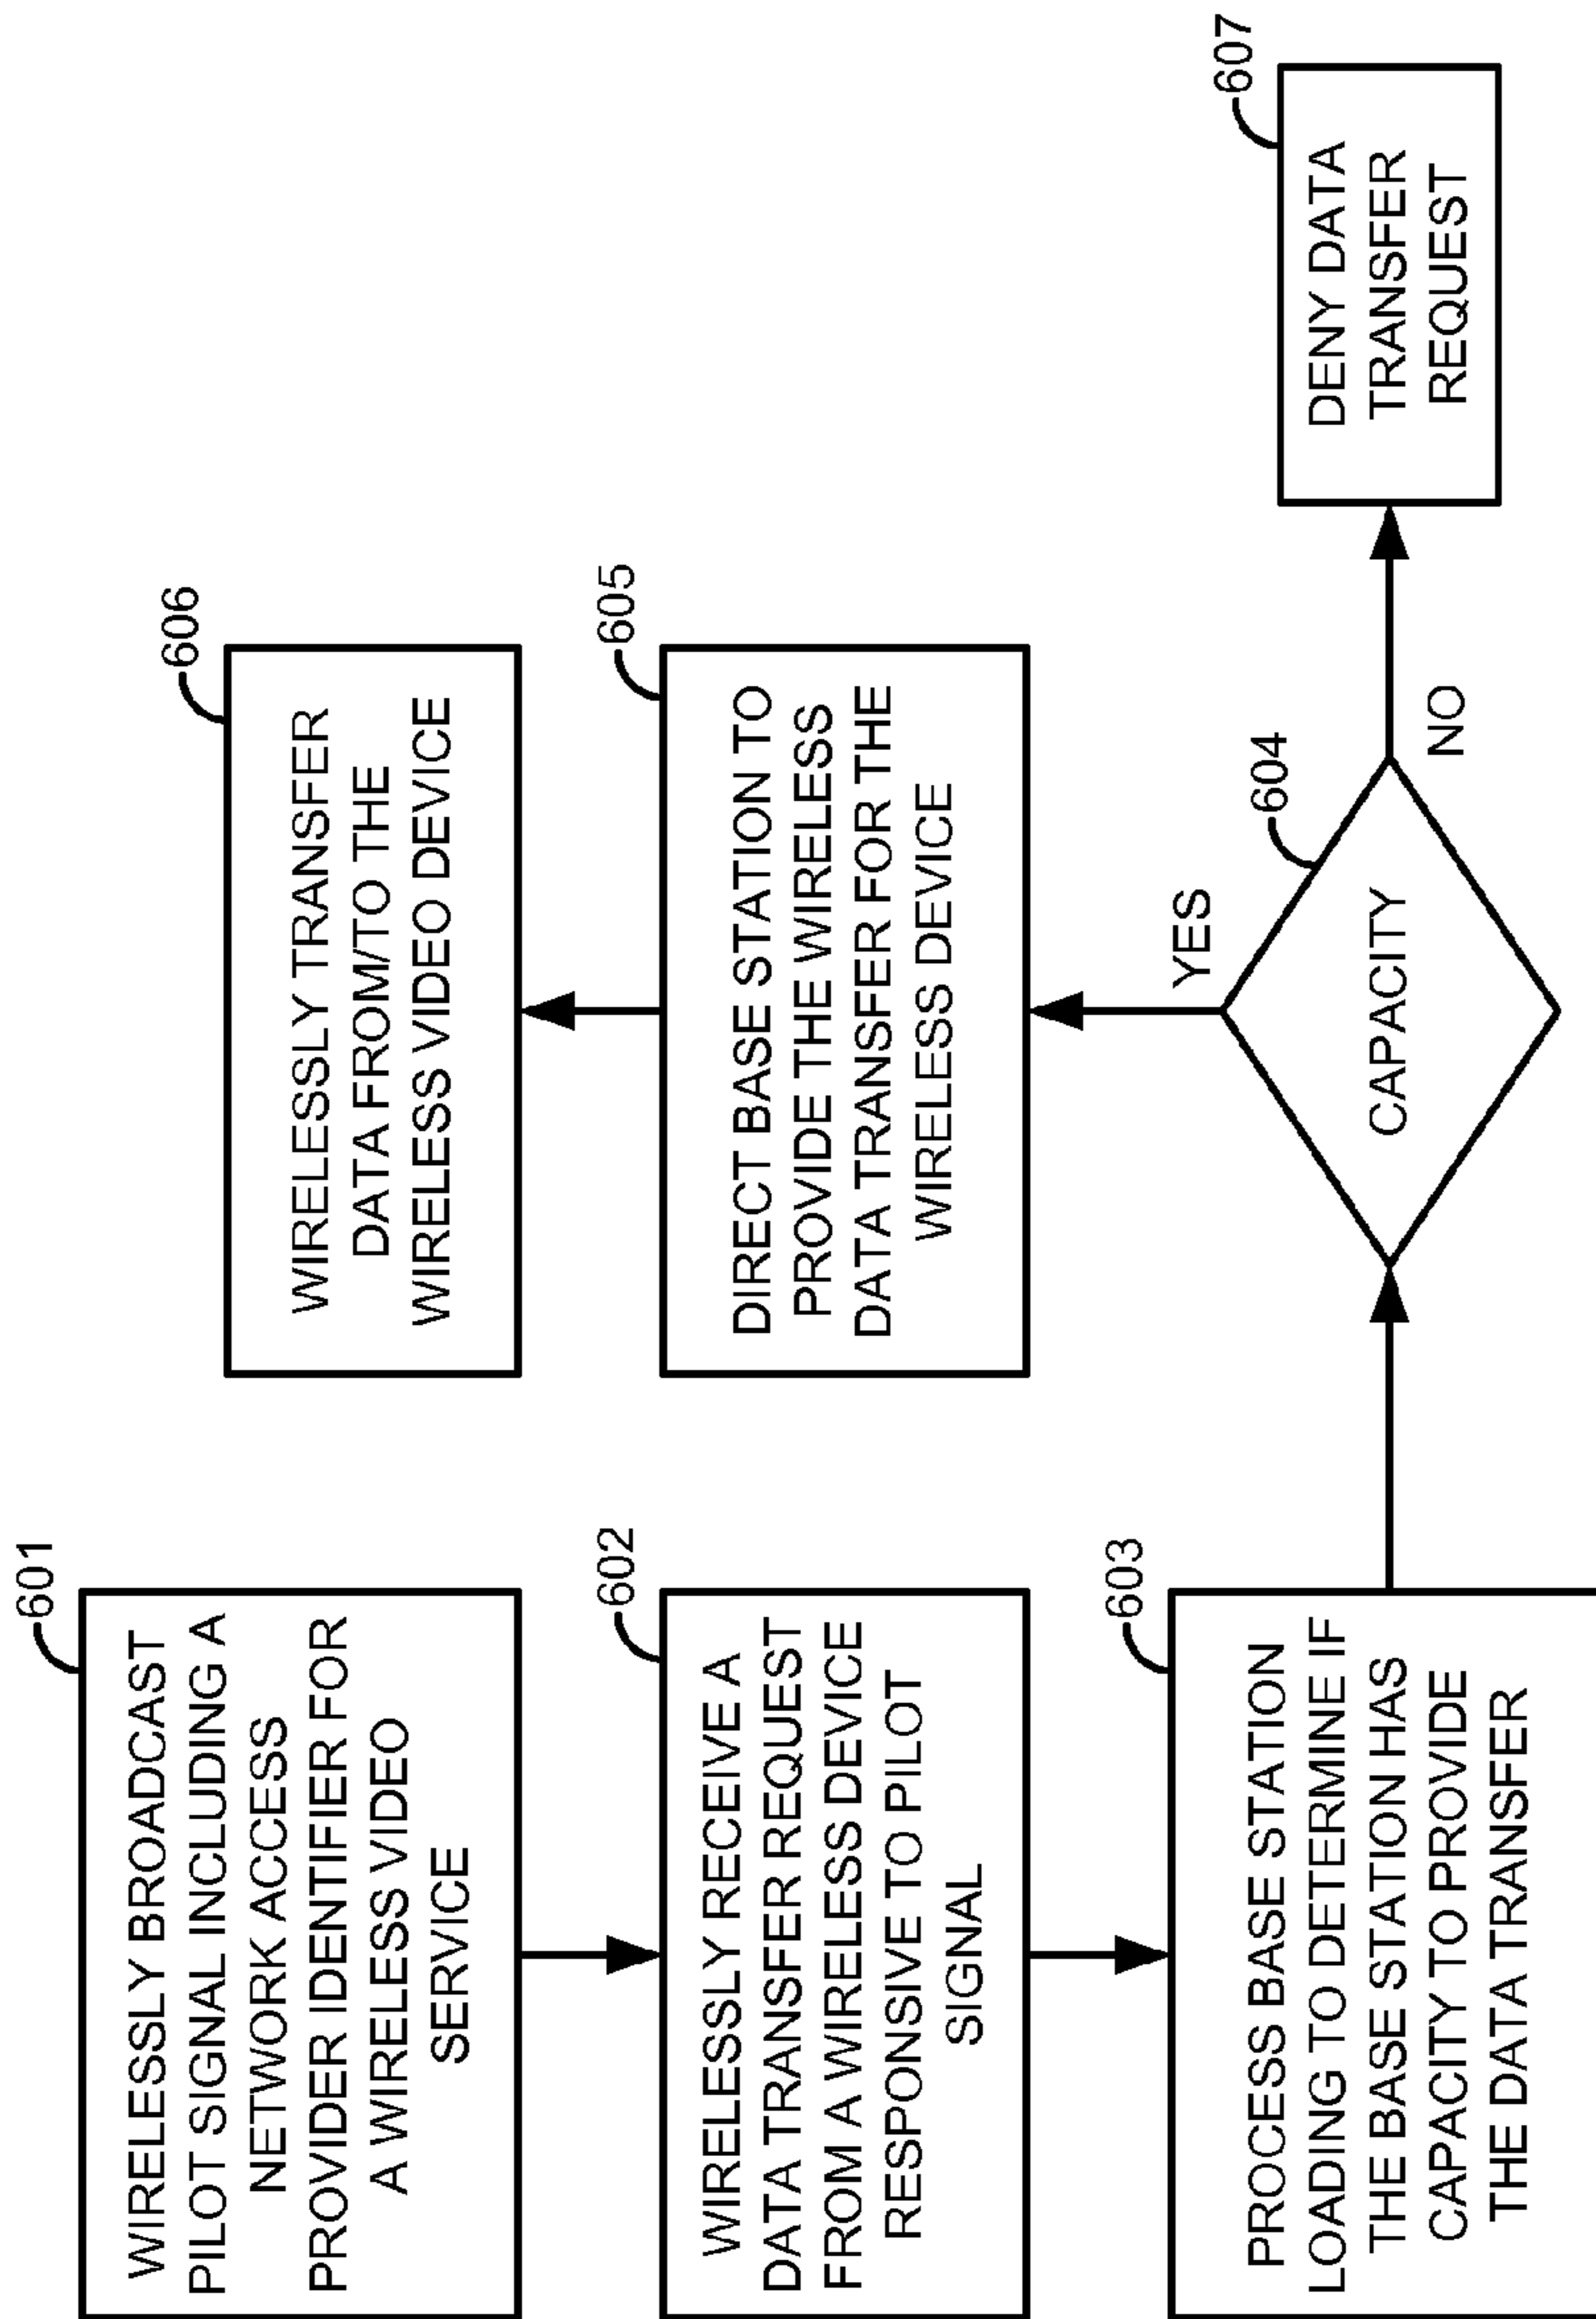 601
WIRELESSLY BROADCAST
PILOT SIGNAL INCLUDING A
NETWORK ACCESS
PROVIDER IDENTIFIER FOR
A WIRELESS VIDEO
SERVICE
602
WIRELESSLY RECEIVE A
DATA TRANSFER REQUEST
FROM A WIRELESS DEVICE
RESPONSIVE TO PILOT
SIGNAL
603
PROCESS BASE STATION
LOADING TO DETERMINE IF
THE BASE STATION HAS
CAPACITY TO PROVIDE
THE DATA TRANSFER
604
CAPACITY
YES
NO
605
DIRECT BASE STATION TO
PROVIDE THE WIRELESS
DATA TRANSFER FOR THE
WIRELESS DEVICE
606
WIRELESSLY TRANSFER
DATA FROM/TO THE
WIRELESS VIDEO DEVICE
607
DENY DATA
TRANSFER
REQUEST